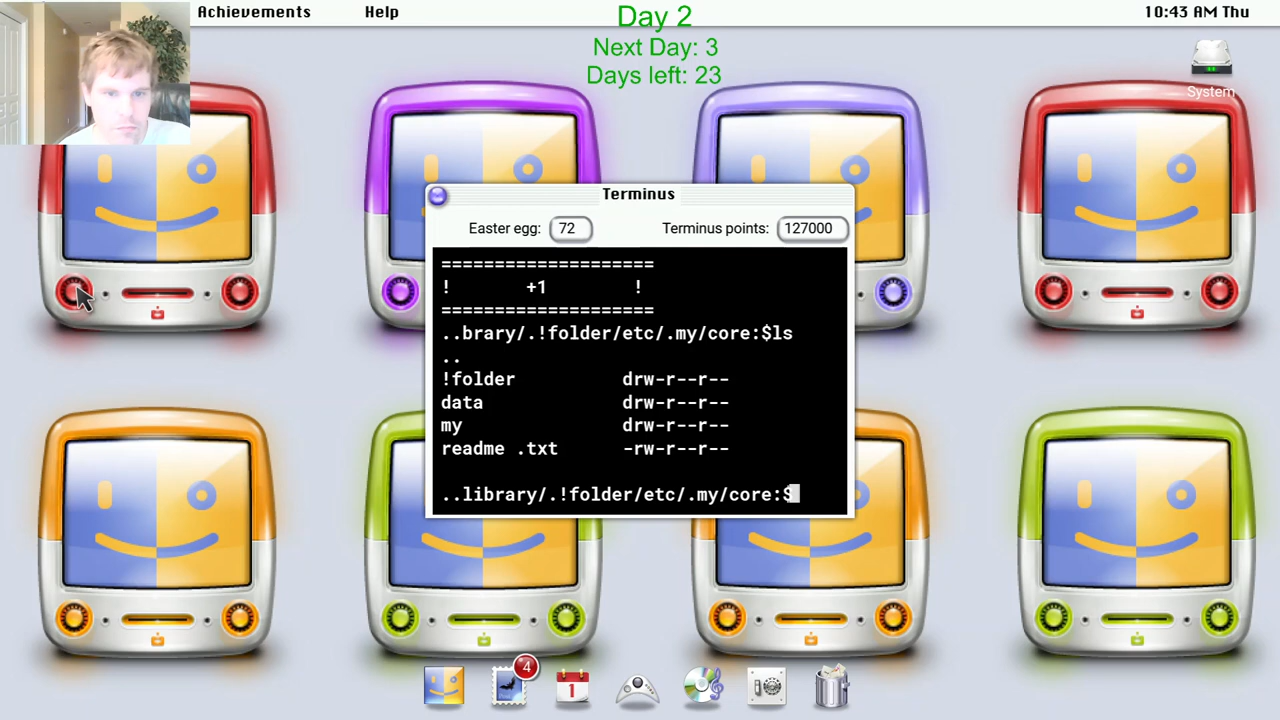 Achievements
Help
Day 2
Next Day: 3
Days left: 23
10:43 AM Thu
System
Terminus
Easter egg: 72
Terminus points: 127000
====================
! +1 !
====================
..brary/.!folder/etc/.my/core:$ls
..
!folder drw-r--r--
data drw-r--r--
my drw-r--r--
readme .txt -rw-r--r--
..library/.!folder/etc/.my/core:$
4
1